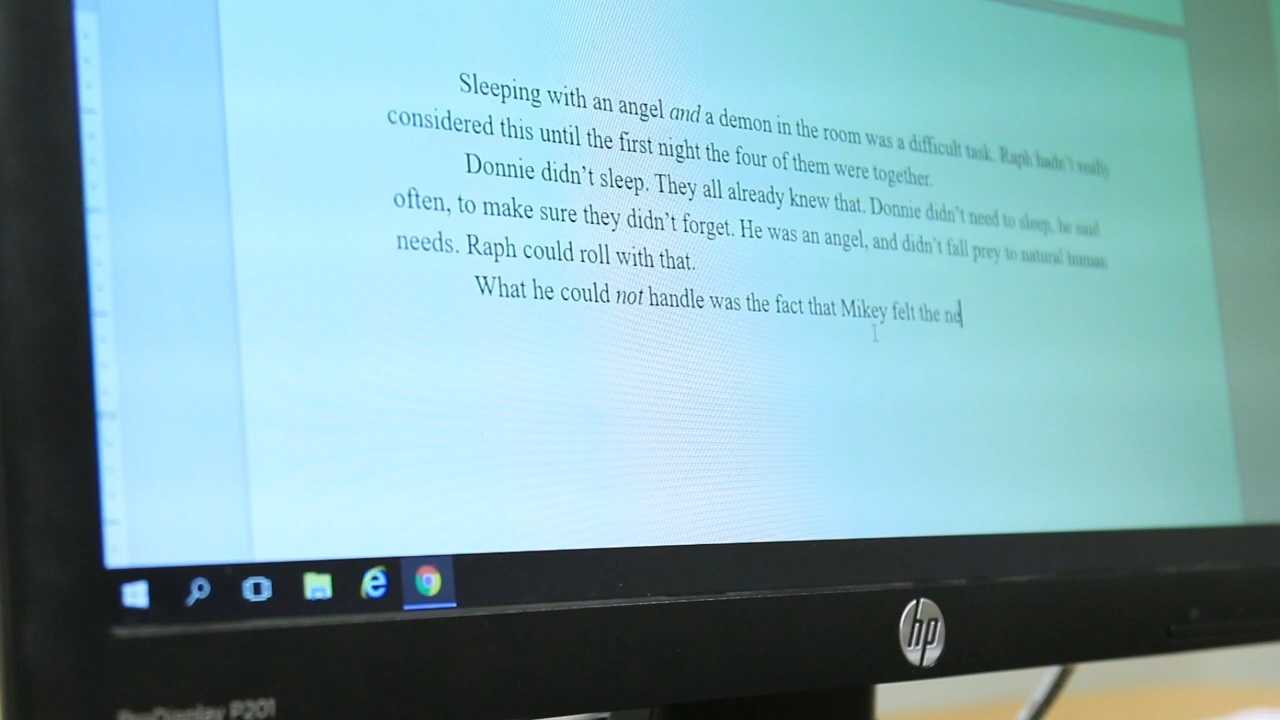 Sleeping with an angel and a demon in the room was a difficult task. Raph hadn't really
considered this until the first night the four of them were together.
Donnie didn't sleep. They all already knew that. Donnie didn't need to sleep, he said
often, to make sure they didn't forget. He was an angel, and didn't fall prey to natural human
needs. Raph could roll with that.
What he could not handle was the fact that Mikey felt the ne
hp
ProDisplay P201